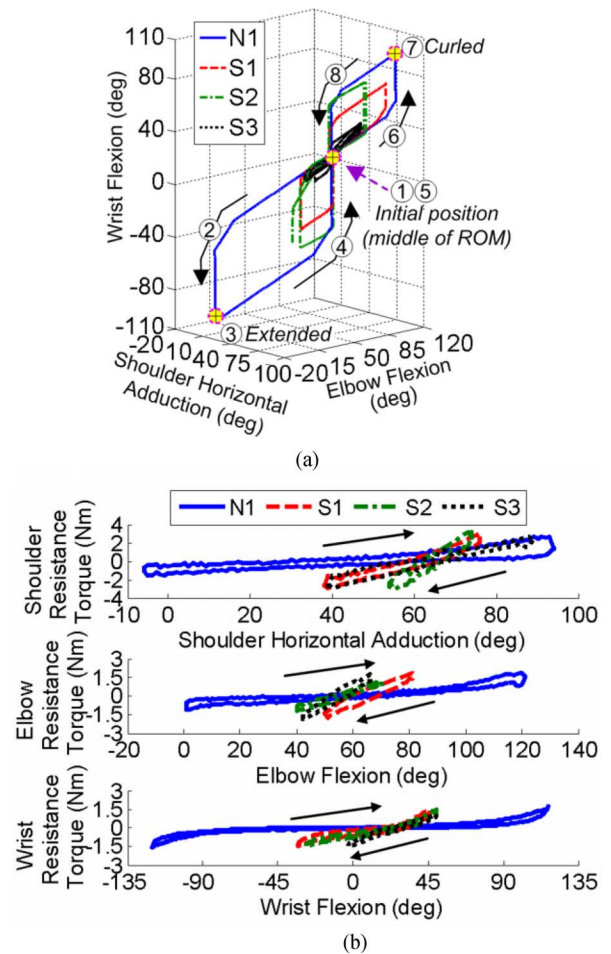 110
80
40
0
-40
-80
-110
Wrist Flexion (deg)
N1
S1
S2
S3
⑦ Curled
⑧
⑥
① ⑤
Initial position
(middle of ROM)
②
④
③ Extended
-20 10 40 75 100
Shoulder Horizontal
Adduction (deg)
-20 15 50 85 120
Elbow Flexion
(deg)
(a)
N1 S1 S2 S3
Shoulder
Resistance
Torque (Nm)
4
2
0
-2
-4
-10 0 20 40 60 80 100
Shoulder Horizontal Adduction (deg)
Elbow
Resistance
Torque (Nm)
3
1.5
0
-1.5
-3
-20 0 20 40 60 80 100 120 140
Elbow Flexion (deg)
Wrist
Resistance
Torque (Nm)
3
1.5
0
-1.5
-3
-135 -90 -45 0 45 90 135
Wrist Flexion (deg)
(b)